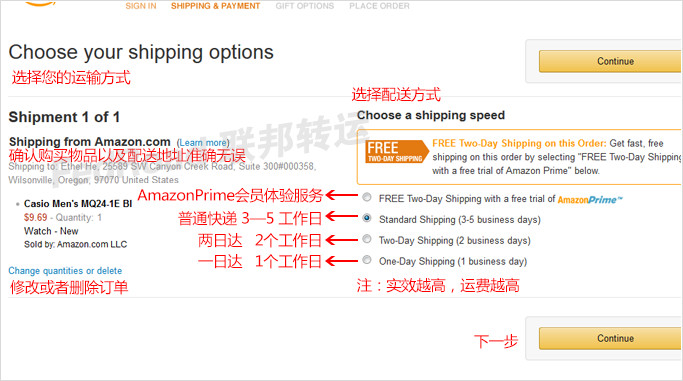 SIGN IN SHIPPING & PAYMENT GIFT OPTIONS PLACE ORDER
Choose your shipping options
选择您的运输方式
Continue
选择配送方式
Shipment 1 of 1
Shipping from Amazon.com (Learn more)
确认购买物品以及配送地址准确无误
Shipping to: Ethel He, 25589 SW Canyon Creek Road, Suite 300#000358,
Wilsonville, Oregon, 97070 United States
Casio Men's MQ24-1E Bl
$9.69 - Quantity: 1
Watch - New
Sold by: Amazon.com LLC
Change quantities or delete
修改或者删除订单
Choose a shipping speed
FREE
TWO-DAY SHIPPING
FREE Two-Day Shipping on this Order: Get fast, free
shipping on this order by selecting "FREE Two-Day Shipping
with a free trial of Amazon Prime" below.
AmazonPrime会员体验服务
FREE Two-Day Shipping with a free trial of AmazonPrime™
普通快递 3—5 工作日
Standard Shipping (3-5 business days)
两日达 2个工作日
Two-Day Shipping (2 business days)
一日达 1个工作日
One-Day Shipping (1 business day)
注：实效越高，运费越高
下一步
Continue
联邦转运